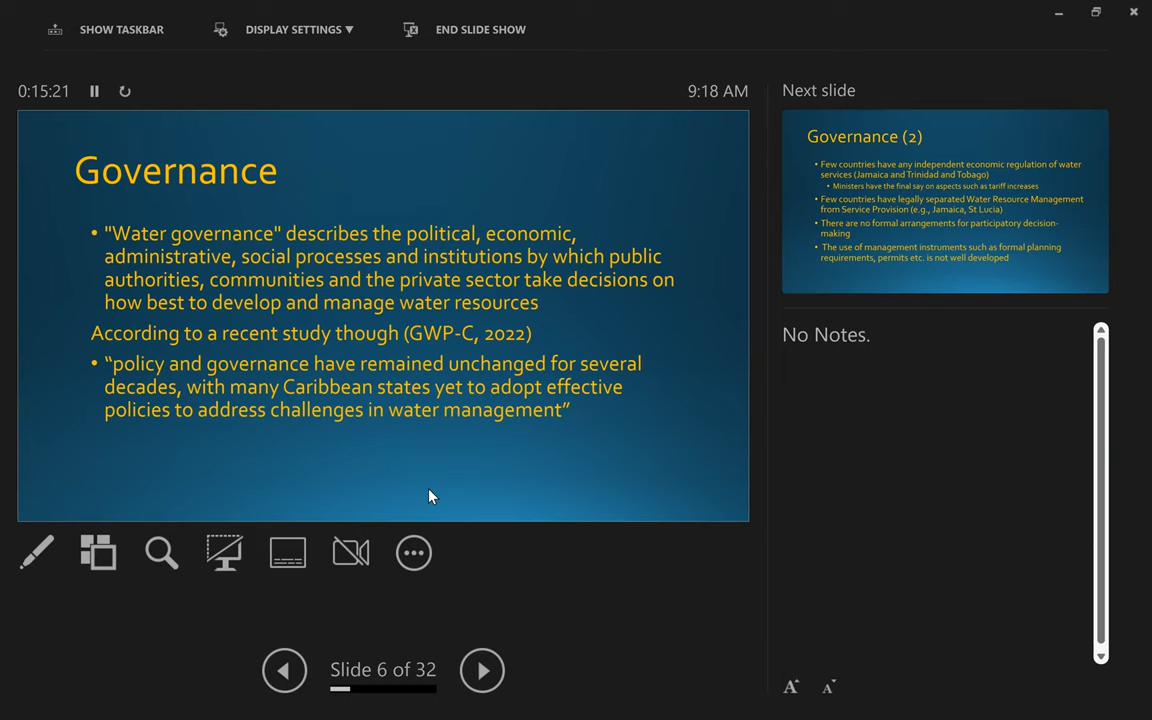 SHOW TASKBAR
DISPLAY SETTINGS ▼
END SLIDE SHOW
0:15:21
9:18 AM
Governance
• "Water governance" describes the political, economic,
administrative, social processes and institutions by which public
authorities, communities and the private sector take decisions on
how best to develop and manage water resources
According to a recent study though (GWP-C, 2022)
• “policy and governance have remained unchanged for several
decades, with many Caribbean states yet to adopt effective
policies to address challenges in water management”
Slide 6 of 32
Next slide
Governance (2)
• Few countries have any independent economic regulation of water
services (Jamaica and Trinidad and Tobago)
• Ministers have the final say on aspects such as tariff increases
• Few countries have legally separated Water Resource Management
from Service Provision (e.g., Jamaica, St Lucia)
• There are no formal arrangements for participatory decision-
making
• The use of management instruments such as formal planning
requirements, permits etc. is not well developed
No Notes.
A A